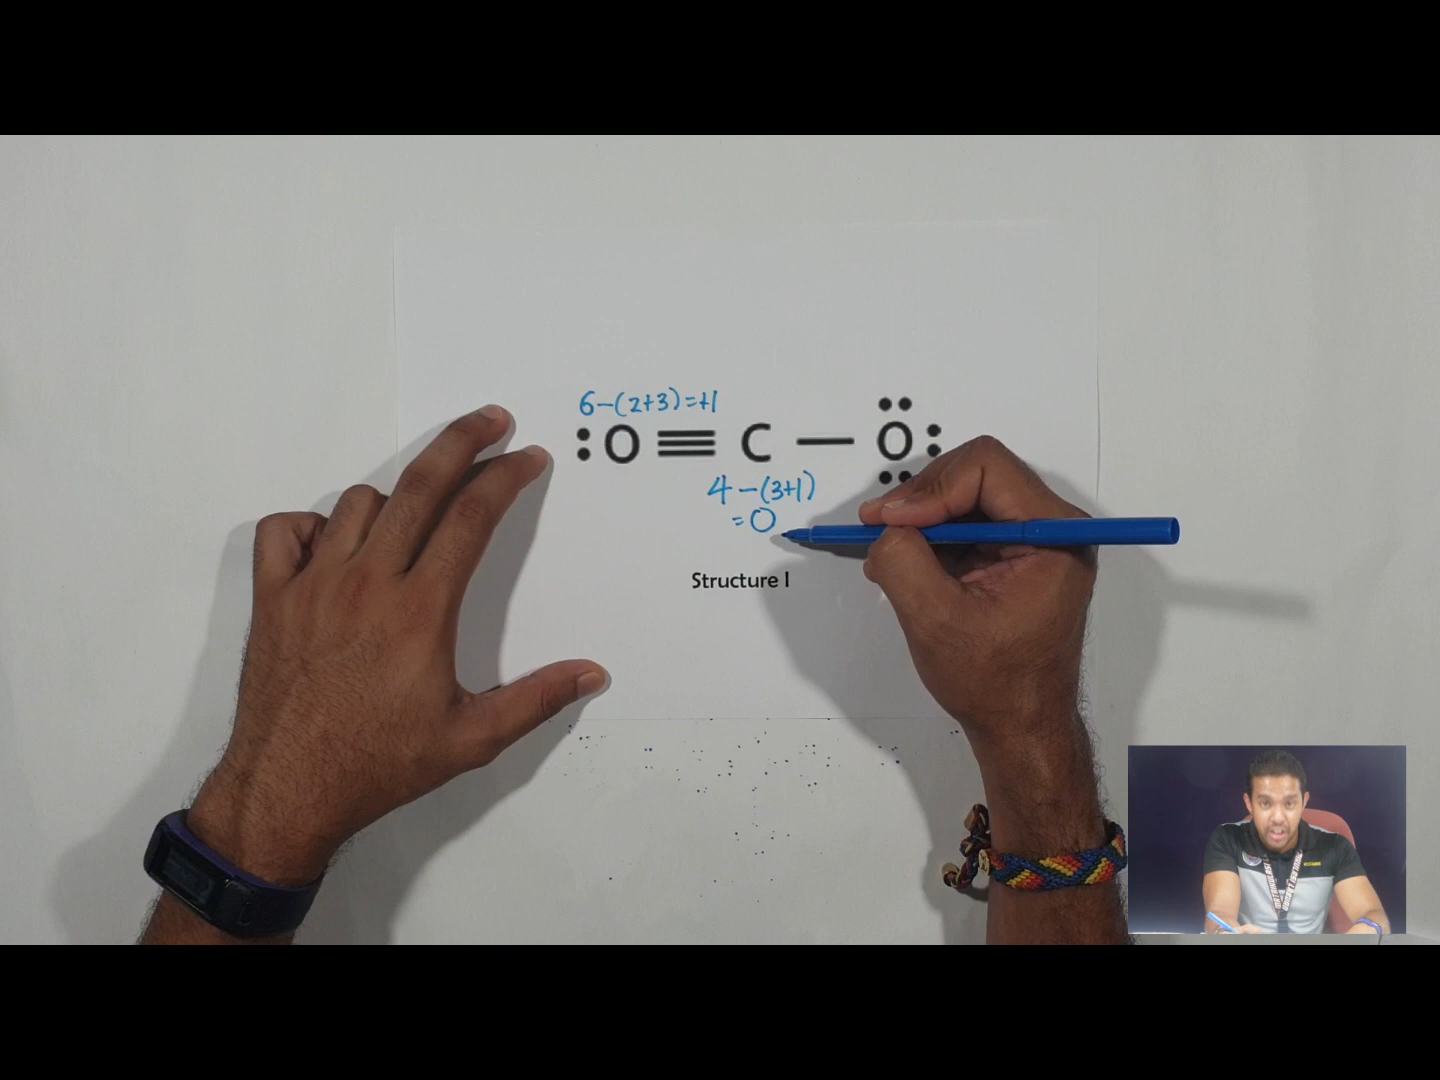 6-(2+3)=+1
:O≡C—Ö:
4-(3+1)
=0
Structure I